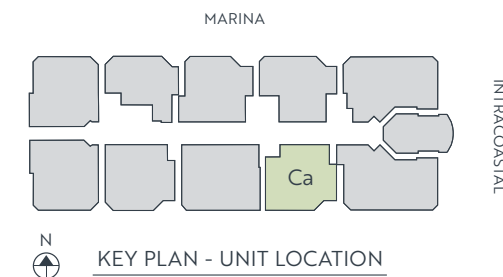 MARINA
INTRACOASTAL
Ca
N
KEY PLAN - UNIT LOCATION